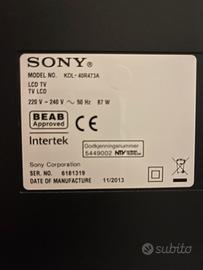 SONY®
MODEL NO. KDL-40R473A
LCD TV
TV LCD
220 V ~ 240 V ~ 50 Hz 87 W
BEAB
Approved
CE
Intertek
Godkjenningsnummer
5449002
Sony Corporation
SER. NO. 6181319
DATE OF MANUFACTURE 11/2013
subito